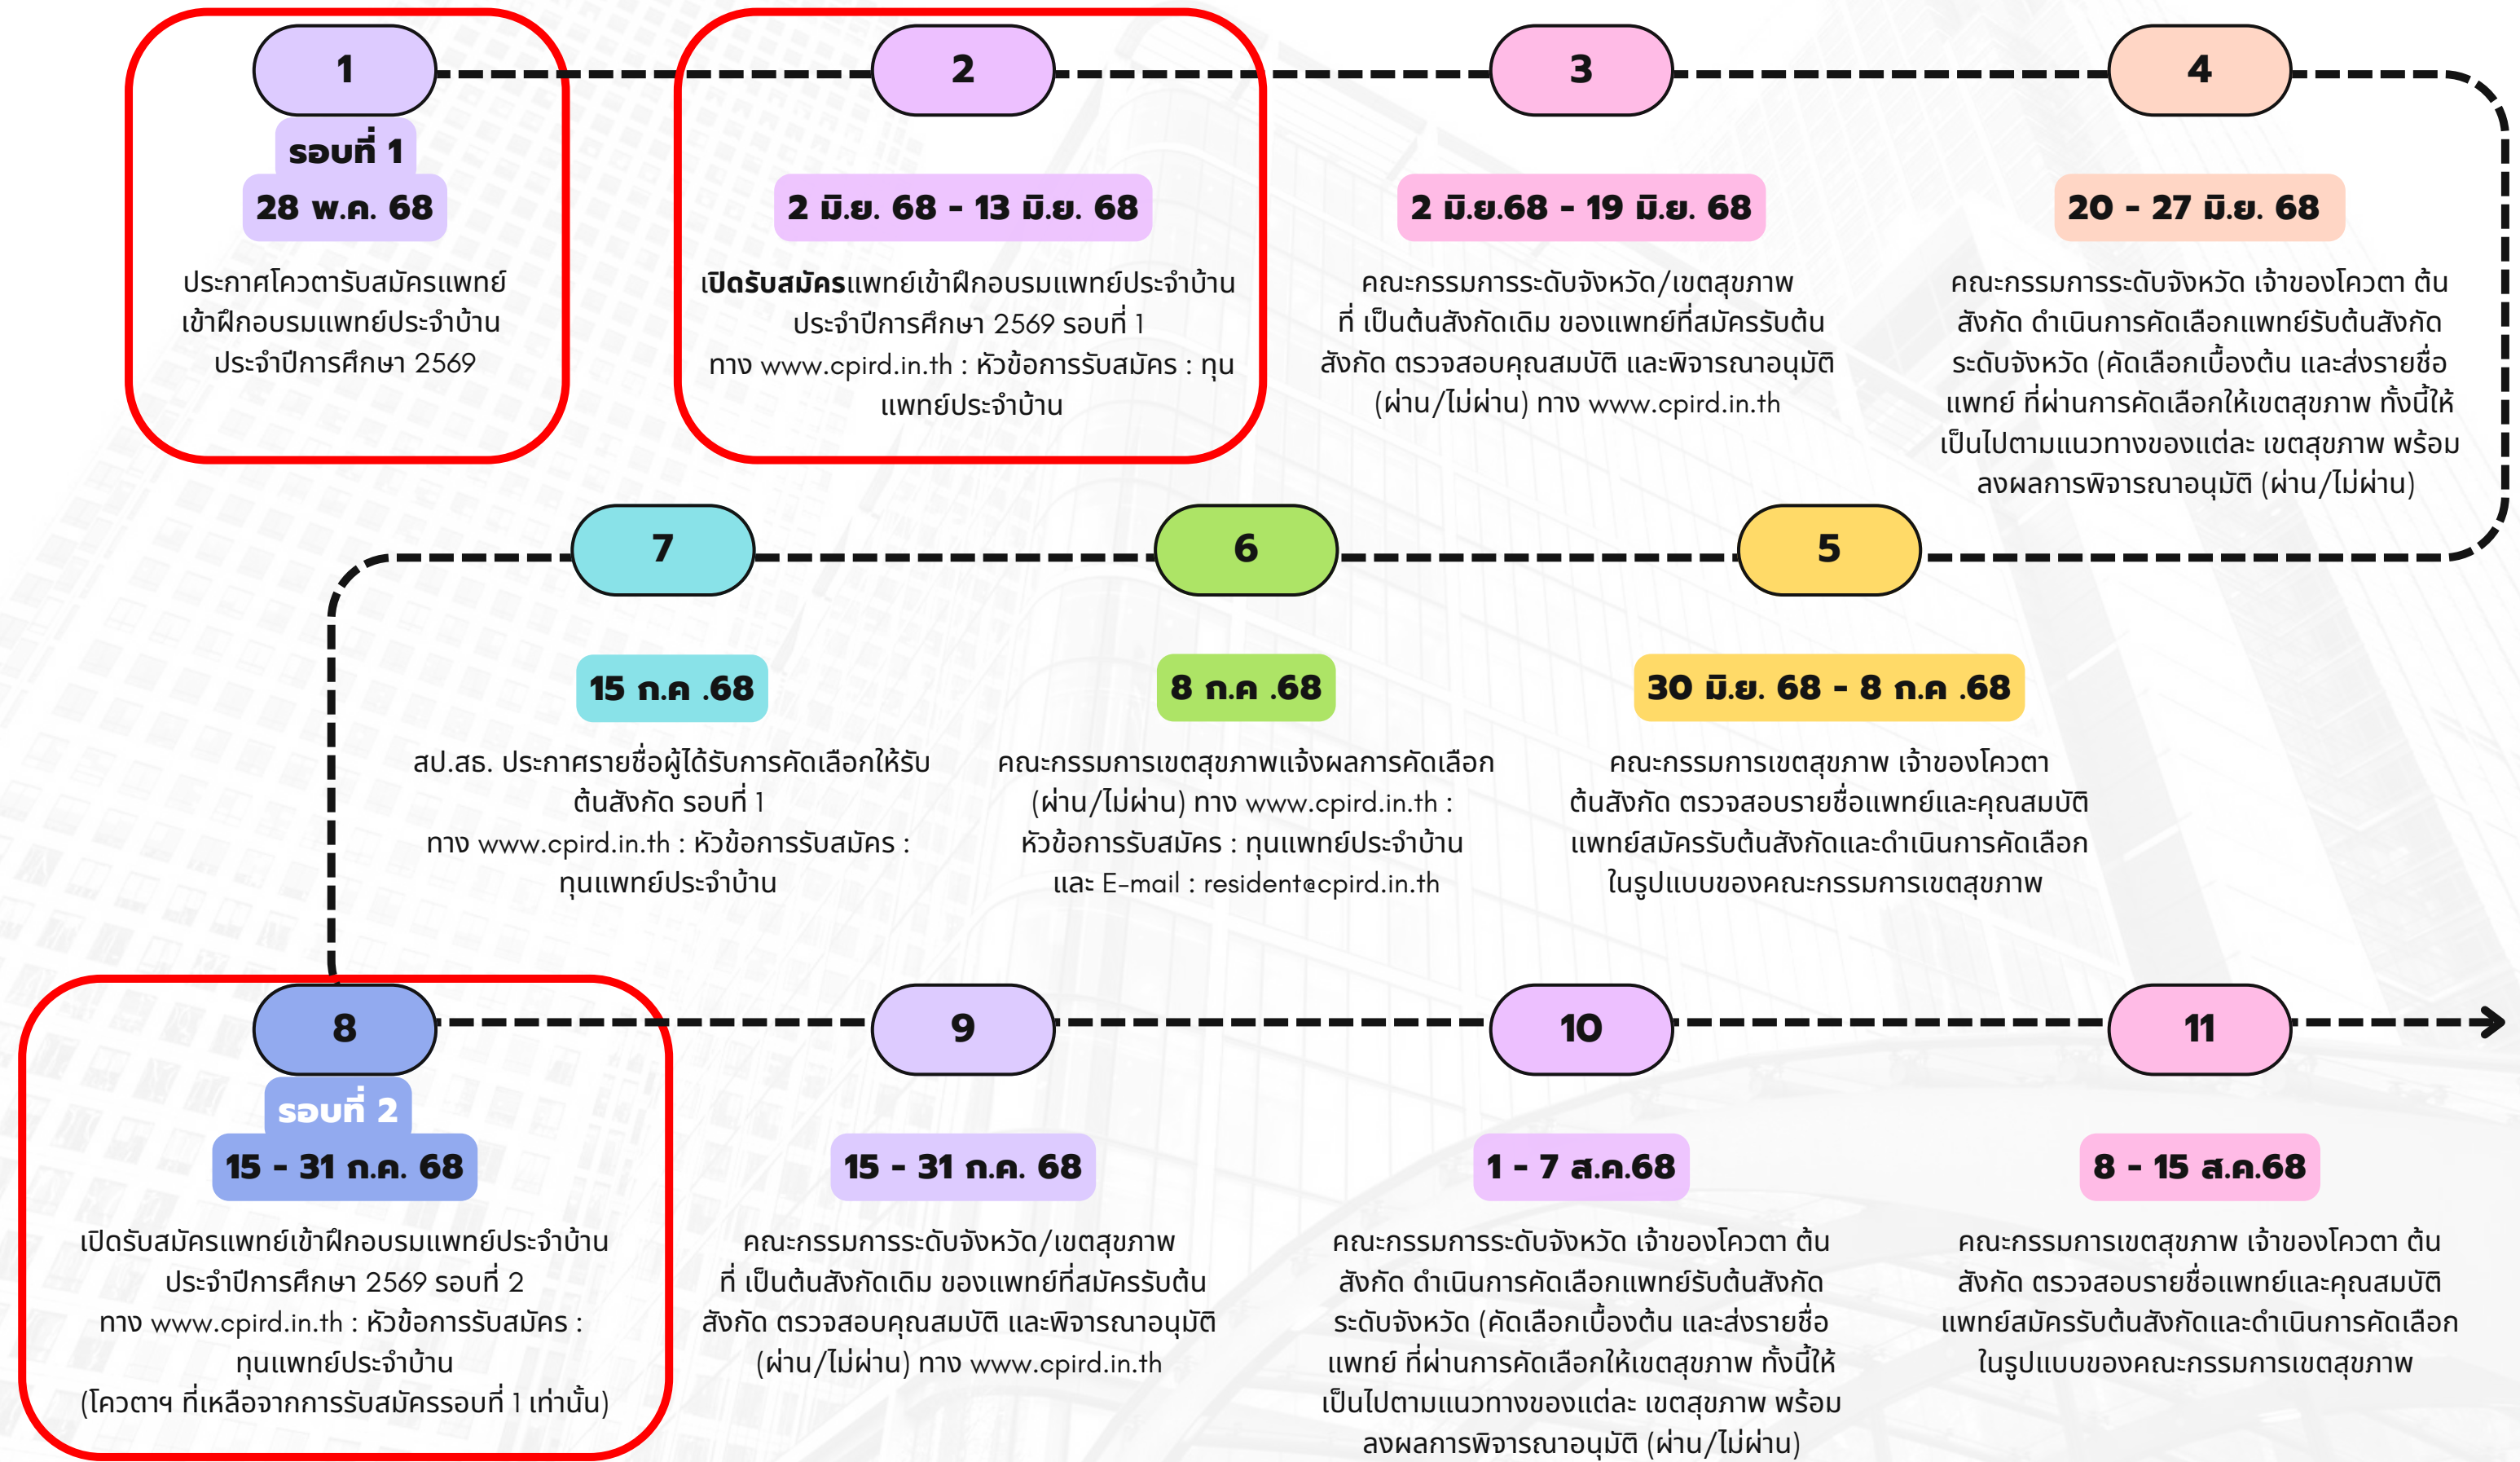 1
รอบที่ 1
28 พ.ค. 68
ประกาศโควตารับสมัครแพทย์
เข้าฝึกอบรมแพทย์ประจำบ้าน
ประจำปีการศึกษา 2569
2
2 มิ.ย. 68 - 13 มิ.ย. 68
เปิดรับสมัครแพทย์เข้าฝึกอบรมแพทย์ประจำบ้าน
ประจำปีการศึกษา 2569 รอบที่ 1
ทาง www.cpird.in.th : หัวข้อการรับสมัคร : ทุน
แพทย์ประจำบ้าน
3
2 มิ.ย.68 - 19 มิ.ย. 68
คณะกรรมการระดับจังหวัด/เขตสุขภาพ
ที่ เป็นต้นสังกัดเดิม ของแพทย์ที่สมัครรับต้น
สังกัด ตรวจสอบคุณสมบัติ และพิจารณาอนุมัติ
(ผ่าน/ไม่ผ่าน) ทาง www.cpird.in.th
4
20 - 27 มิ.ย. 68
คณะกรรมการระดับจังหวัด เจ้าของโควตา ต้น
สังกัด ดำเนินการคัดเลือกแพทย์รับต้นสังกัด
ระดับจังหวัด (คัดเลือกเบื้องต้น และส่งรายชื่อ
แพทย์ ที่ผ่านการคัดเลือกให้เขตสุขภาพ ทั้งนี้ให้
เป็นไปตามแนวทางของแต่ละ เขตสุขภาพ พร้อม
ลงผลการพิจารณาอนุมัติ (ผ่าน/ไม่ผ่าน)
5
30 มิ.ย. 68 - 8 ก.ค .68
คณะกรรมการเขตสุขภาพ เจ้าของโควตา
ต้นสังกัด ตรวจสอบรายชื่อแพทย์และคุณสมบัติ
แพทย์สมัครรับต้นสังกัดและดำเนินการคัดเลือก
ในรูปแบบของคณะกรรมการเขตสุขภาพ
6
8 ก.ค .68
คณะกรรมการเขตสุขภาพแจ้งผลการคัดเลือก
(ผ่าน/ไม่ผ่าน) ทาง www.cpird.in.th :
หัวข้อการรับสมัคร : ทุนแพทย์ประจำบ้าน
และ E-mail : resident@cpird.in.th
7
15 ก.ค .68
สป.สธ. ประกาศรายชื่อผู้ได้รับการคัดเลือกให้รับ
ต้นสังกัด รอบที่ 1
ทาง www.cpird.in.th : หัวข้อการรับสมัคร :
ทุนแพทย์ประจำบ้าน
8
รอบที่ 2
15 - 31 ก.ค. 68
เปิดรับสมัครแพทย์เข้าฝึกอบรมแพทย์ประจำบ้าน
ประจำปีการศึกษา 2569 รอบที่ 2
ทาง www.cpird.in.th : หัวข้อการรับสมัคร :
ทุนแพทย์ประจำบ้าน
(โควตาฯ ที่เหลือจากการรับสมัครรอบที่ 1 เท่านั้น)
9
15 - 31 ก.ค. 68
คณะกรรมการระดับจังหวัด/เขตสุขภาพ
ที่ เป็นต้นสังกัดเดิม ของแพทย์ที่สมัครรับต้น
สังกัด ตรวจสอบคุณสมบัติ และพิจารณาอนุมัติ
(ผ่าน/ไม่ผ่าน) ทาง www.cpird.in.th
10
1 - 7 ส.ค.68
คณะกรรมการระดับจังหวัด เจ้าของโควตา ต้น
สังกัด ดำเนินการคัดเลือกแพทย์รับต้นสังกัด
ระดับจังหวัด (คัดเลือกเบื้องต้น และส่งรายชื่อ
แพทย์ ที่ผ่านการคัดเลือกให้เขตสุขภาพ ทั้งนี้ให้
เป็นไปตามแนวทางของแต่ละ เขตสุขภาพ พร้อม
ลงผลการพิจารณาอนุมัติ (ผ่าน/ไม่ผ่าน)
11
8 - 15 ส.ค.68
คณะกรรมการเขตสุขภาพ เจ้าของโควตา ต้น
สังกัด ตรวจสอบรายชื่อแพทย์และคุณสมบัติ
แพทย์สมัครรับต้นสังกัดและดำเนินการคัดเลือก
ในรูปแบบของคณะกรรมการเขตสุขภาพ